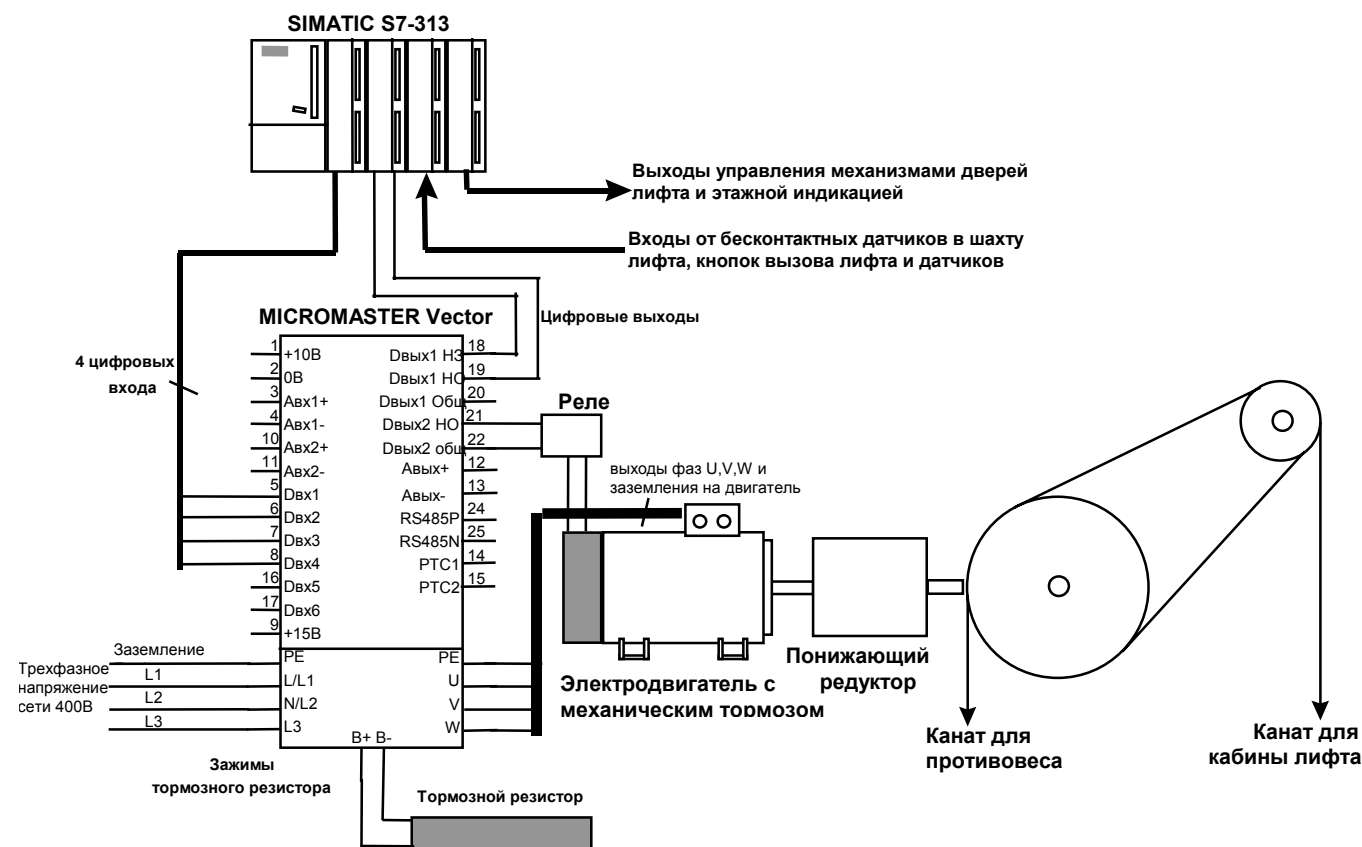 SIMATIC S7-313
Выходы управления механизмами дверей
лифта и этажной индикацией
Входы от бесконтактных датчиков в шахту
лифта, кнопок вызова лифта и датчиков
MICROMASTER Vector
Цифровые выходы
4 цифровых
входа
1
+10В
2
0В
3
Авх1+
4
Авх1-
10
Авх2+
11
Авх2-
5
Dвх1
6
Dвх2
7
Dвх3
8
Dвх4
16
Dвх5
17
Dвх6
9
+15В
18
Dвых1 НЗ
19
Dвых1 НО
20
Dвых1 Общ
21
Dвых2 НО
22
Dвых2 общ
12
Авых+
13
Авых-
24
RS485P
25
RS485N
14
PTC1
15
PTC2
Реле
выходы фаз U,V,W и
заземления на двигатель
Заземление
Трехфазное
напряжение
сети 400В
L1
L2
L3
PE
L/L1
N/L2
L3
PE
U
V
W
B+ B-
Зажимы
тормозного резистора
Тормозной резистор
Электродвигатель с
механическим тормозом
Понижающий
редуктор
Канат для
противовеса
Канат для
кабины лифта